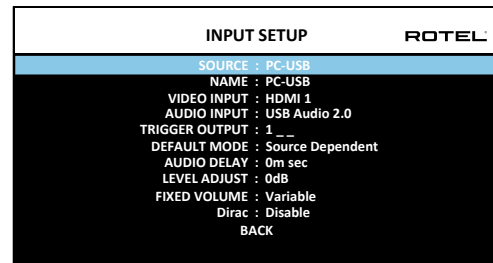 INPUT SETUP
ROTEL
SOURCE : PC-USB
NAME : PC-USB
VIDEO INPUT : HDMI 1
AUDIO INPUT : USB Audio 2.0
TRIGGER OUTPUT : 1 _ _
DEFAULT MODE : Source Dependent
AUDIO DELAY : 0m sec
LEVEL ADJUST : 0dB
FIXED VOLUME : Variable
Dirac : Disable
BACK